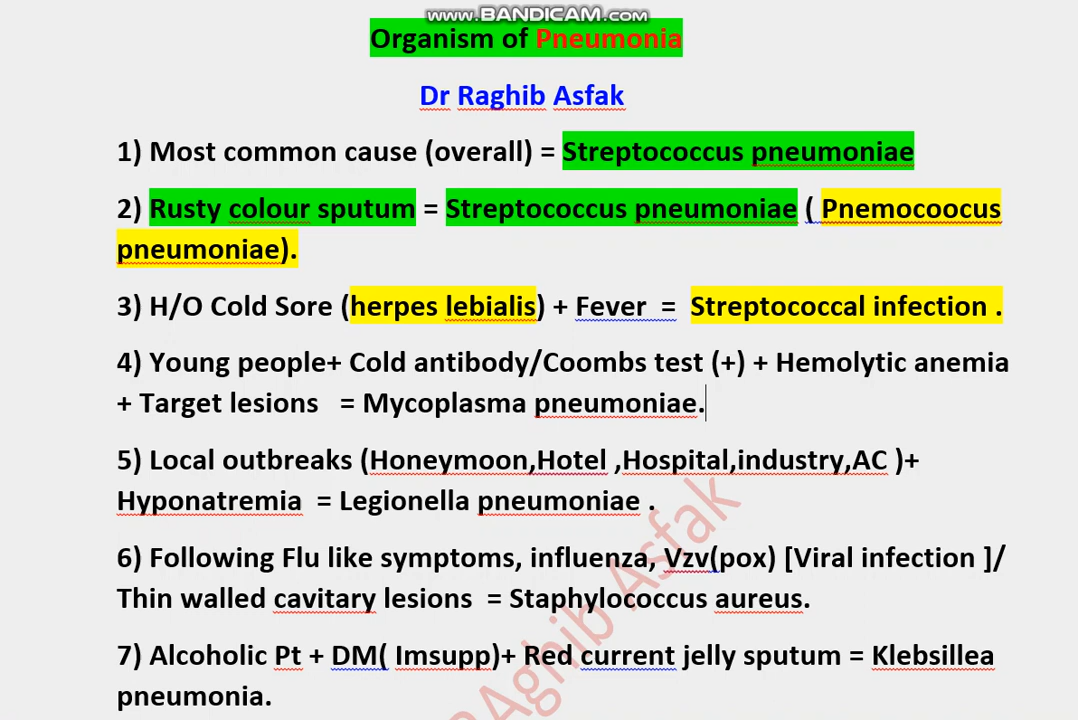 www.BANDICAM.com
Organism of Pneumonia
Dr Raghib Asfak
1) Most common cause (overall) = Streptococcus pneumoniae
2) Rusty colour sputum = Streptococcus pneumoniae ( Pnemocoocus
pneumoniae).
3) H/O Cold Sore (herpes lebialis) + Fever = Streptococcal infection .
4) Young people+ Cold antibody/Coombs test (+) + Hemolytic anemia
+ Target lesions = Mycoplasma pneumoniae.
5) Local outbreaks (Honeymoon,Hotel ,Hospital,industry,AC )+
Hyponatremia = Legionella pneumoniae .
6) Following Flu like symptoms, influenza, Vzv(pox) [Viral infection ]/
Thin walled cavitary lesions = Staphylococcus aureus.
7) Alcoholic Pt + DM( Imsupp)+ Red current jelly sputum = Klebsillea
pneumonia.
RAghib Asfak